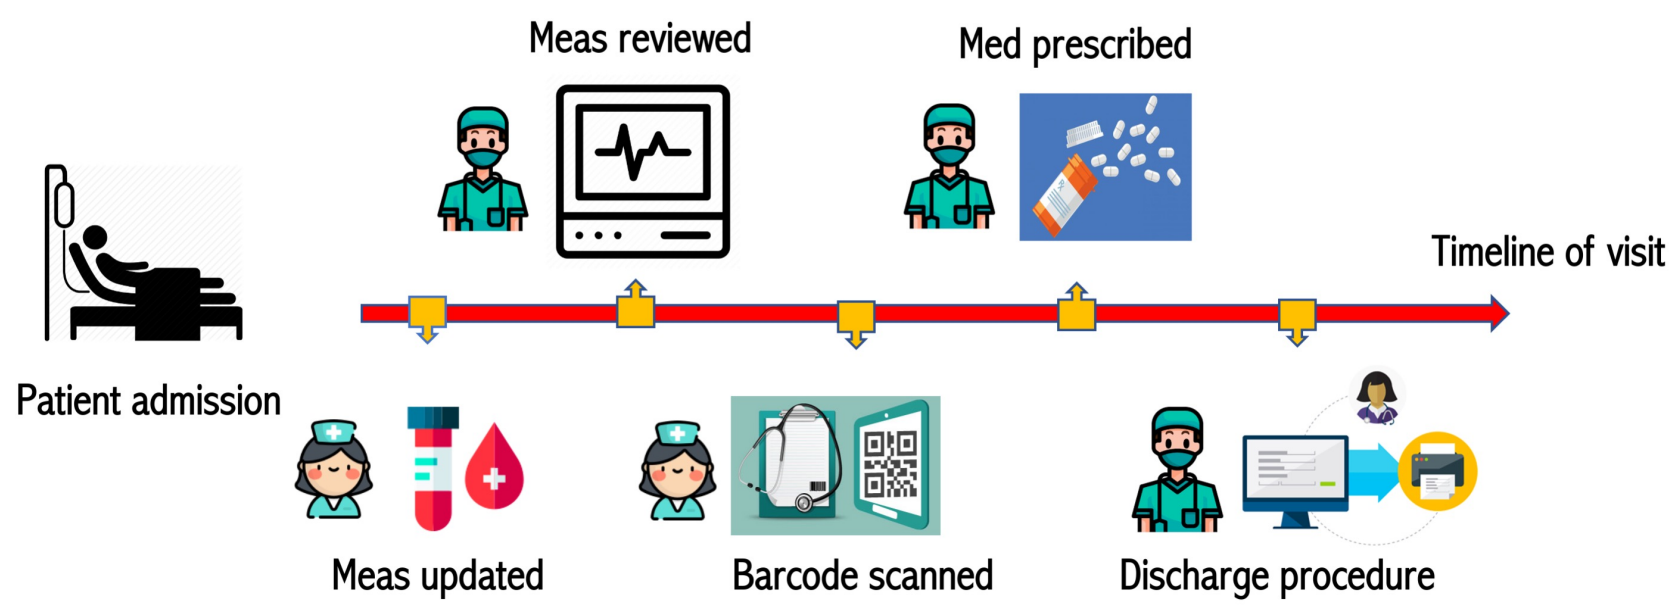 Meas reviewed
Med prescribed
Timeline of visit
Patient admission
Meas updated
Barcode scanned
Discharge procedure